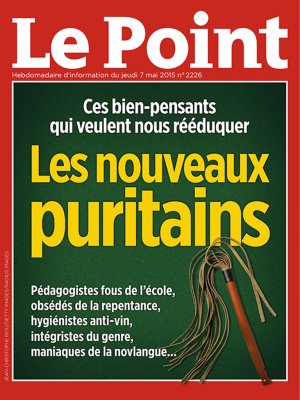 Le Point
Hebdomadaire d'information du jeudi 7 mai 2015 n° 2226
Ces bien-pensants
qui veulent nous rééduquer
Les nouveaux
puritains
Pédagogistes fous de l'école,
obsédés de la repentance,
hygiénistes anti-vin,
intégristes du genre,
maniaques de la novlangue...